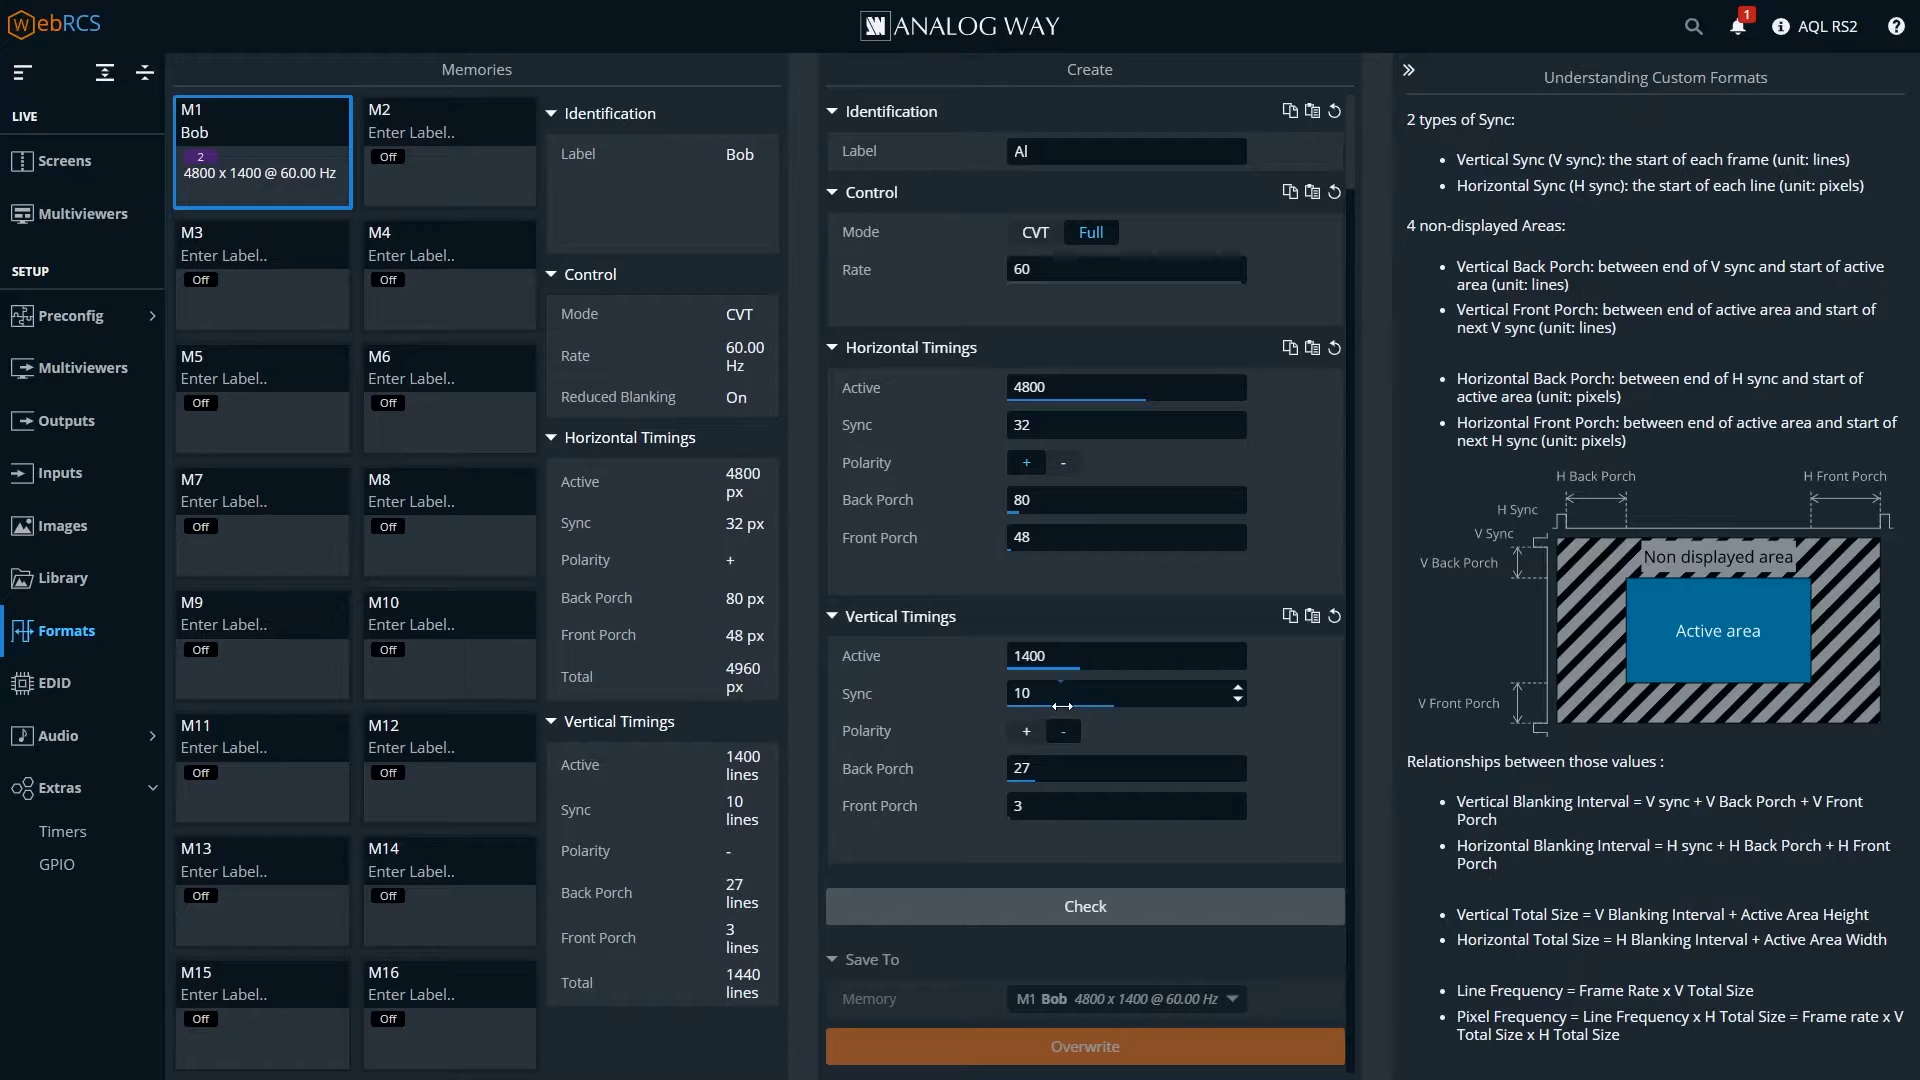 WebRCS
ANALOG WAY
1
AQL RS2
LIVE
Screens
Multiviewers
SETUP
Preconfig
Multiviewers
Outputs
Inputs
Images
Library
Formats
EDID
Audio
Extras
Timers
GPIO
Memories
M1
Bob
2
4800 x 1400 @ 60.00 Hz
M2
Enter Label..
Off
M3
Enter Label..
Off
M4
Enter Label..
Off
M5
Enter Label..
Off
M6
Enter Label..
Off
M7
Enter Label..
Off
M8
Enter Label..
Off
M9
Enter Label..
Off
M10
Enter Label..
Off
M11
Enter Label..
Off
M12
Enter Label..
Off
M13
Enter Label..
Off
M14
Enter Label..
Off
M15
Enter Label..
Off
M16
Enter Label..
Off
Identification
Label Bob
Control
Mode CVT
Rate 60.00
Hz
Reduced Blanking On
Horizontal Timings
Active 4800
px
Sync 32 px
Polarity +
Back Porch 80 px
Front Porch 48 px
Total 4960
px
Vertical Timings
Active 1400
lines
Sync 10
lines
Polarity -
Back Porch 27
lines
Front Porch 3
lines
Total 1440
lines
Create
Identification
Label Al
Control
Mode CVT Full
Rate 60
Horizontal Timings
Active 4800
Sync 32
Polarity + -
Back Porch 80
Front Porch 48
Vertical Timings
Active 1400
Sync 10
Polarity + -
Back Porch 27
Front Porch 3
Check
Save To
Memory M1 Bob 4800 x 1400 @ 60.00 Hz
Overwrite
Understanding Custom Formats
2 types of Sync:
• Vertical Sync (V sync): the start of each frame (unit: lines)
• Horizontal Sync (H sync): the start of each line (unit: pixels)
4 non-displayed Areas:
• Vertical Back Porch: between end of V sync and start of active
area (unit: lines)
• Vertical Front Porch: between end of active area and start of
next V sync (unit: lines)
• Horizontal Back Porch: between end of H sync and start of
active area (unit: pixels)
• Horizontal Front Porch: between end of active area and start of
next H sync (unit: pixels)
H Back Porch H Front Porch
H Sync
V Sync
V Back Porch
Non displayed area
Active area
V Front Porch
Relationships between those values :
• Vertical Blanking Interval = V sync + V Back Porch + V Front
Porch
• Horizontal Blanking Interval = H sync + H Back Porch + H Front
Porch
• Vertical Total Size = V Blanking Interval + Active Area Height
• Horizontal Total Size = H Blanking Interval + Active Area Width
• Line Frequency = Frame Rate x V Total Size
• Pixel Frequency = Line Frequency x H Total Size = Frame rate x V
Total Size x H Total Size